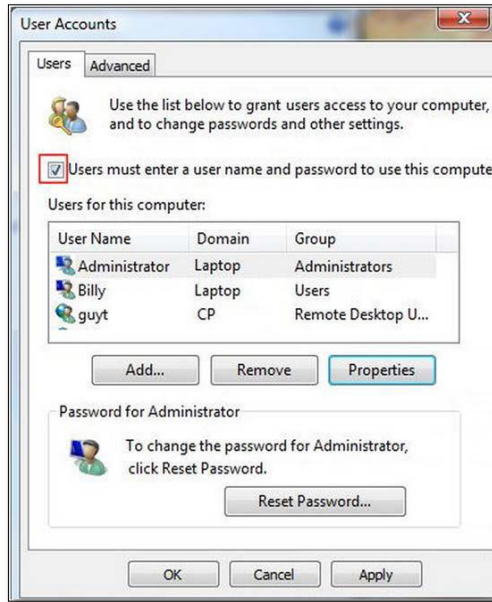 User Accounts
Users Advanced
Use the list below to grant users access to your computer,
and to change passwords and other settings.
Users must enter a user name and password to use this compute
Users for this computer:
User Name Domain Group
Administrator Laptop Administrators
Billy Laptop Users
guyt CP Remote Desktop U...
Add... Remove Properties
Password for Administrator
To change the password for Administrator,
click Reset Password.
Reset Password...
OK Cancel Apply